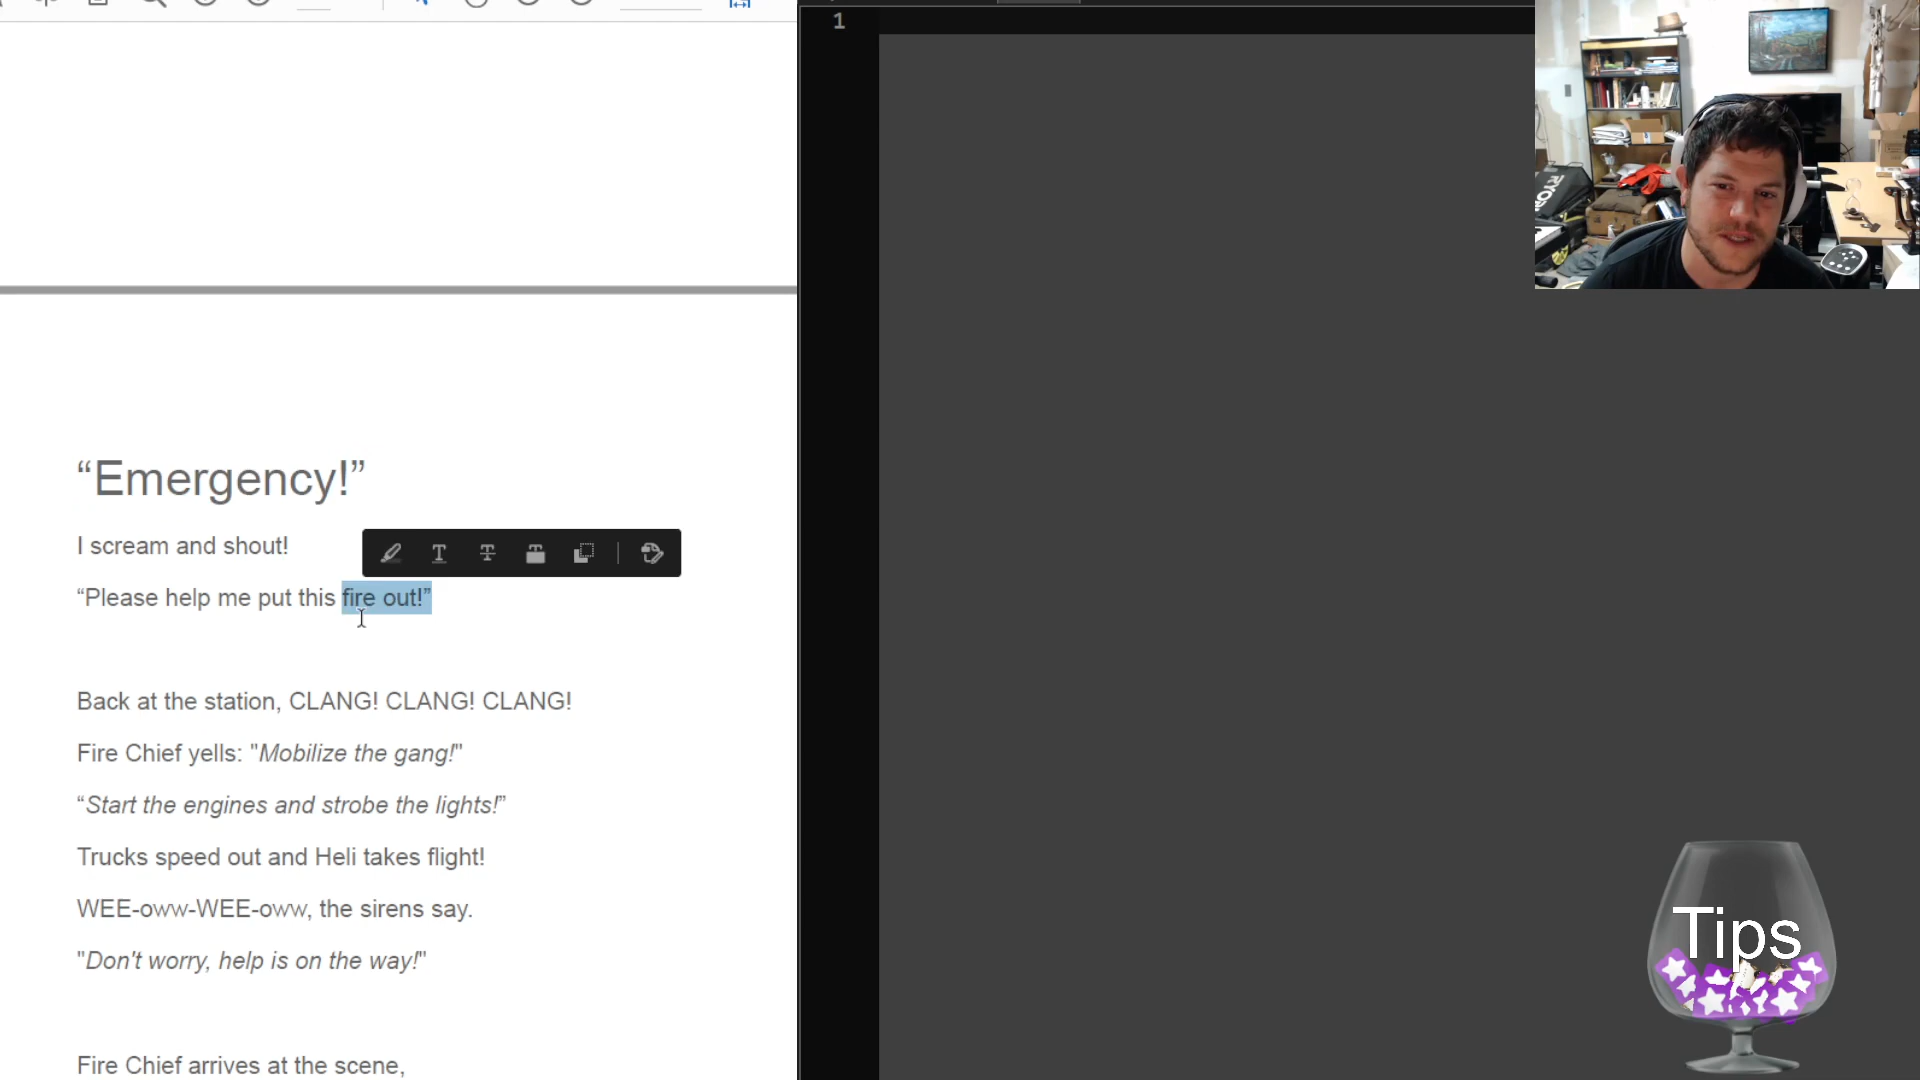 1
RYOBI
“Emergency!”
I scream and shout!
“Please help me put this fire out!”
Back at the station, CLANG! CLANG! CLANG!
Fire Chief yells: "Mobilize the gang!"
“Start the engines and strobe the lights!”
Trucks speed out and Heli takes flight!
WEE-oww-WEE-oww, the sirens say.
"Don't worry, help is on the way!"
Fire Chief arrives at the scene,
Tips